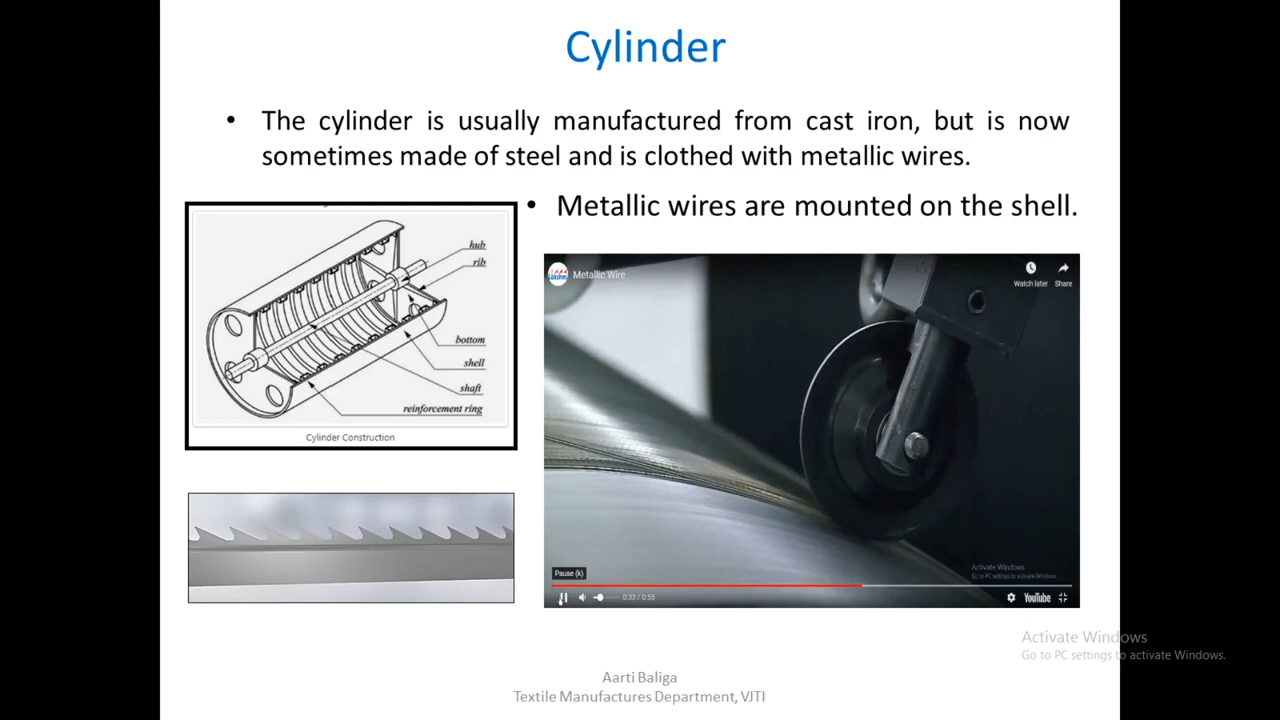 Cylinder
• The cylinder is usually manufactured from cast iron, but is now
sometimes made of steel and is clothed with metallic wires.
• Metallic wires are mounted on the shell.
hub
rib
bottom
shell
shaft
reinforcement ring
Cylinder Construction
Metallic Wire
Watch later
Share
Activate Windows
Go to PC settings to activate Windows.
Pause (k)
0:33 / 0:55
YouTube
Activate Windows
Go to PC settings to activate Windows.
Aarti Baliga
Textile Manufactures Department, VJTI